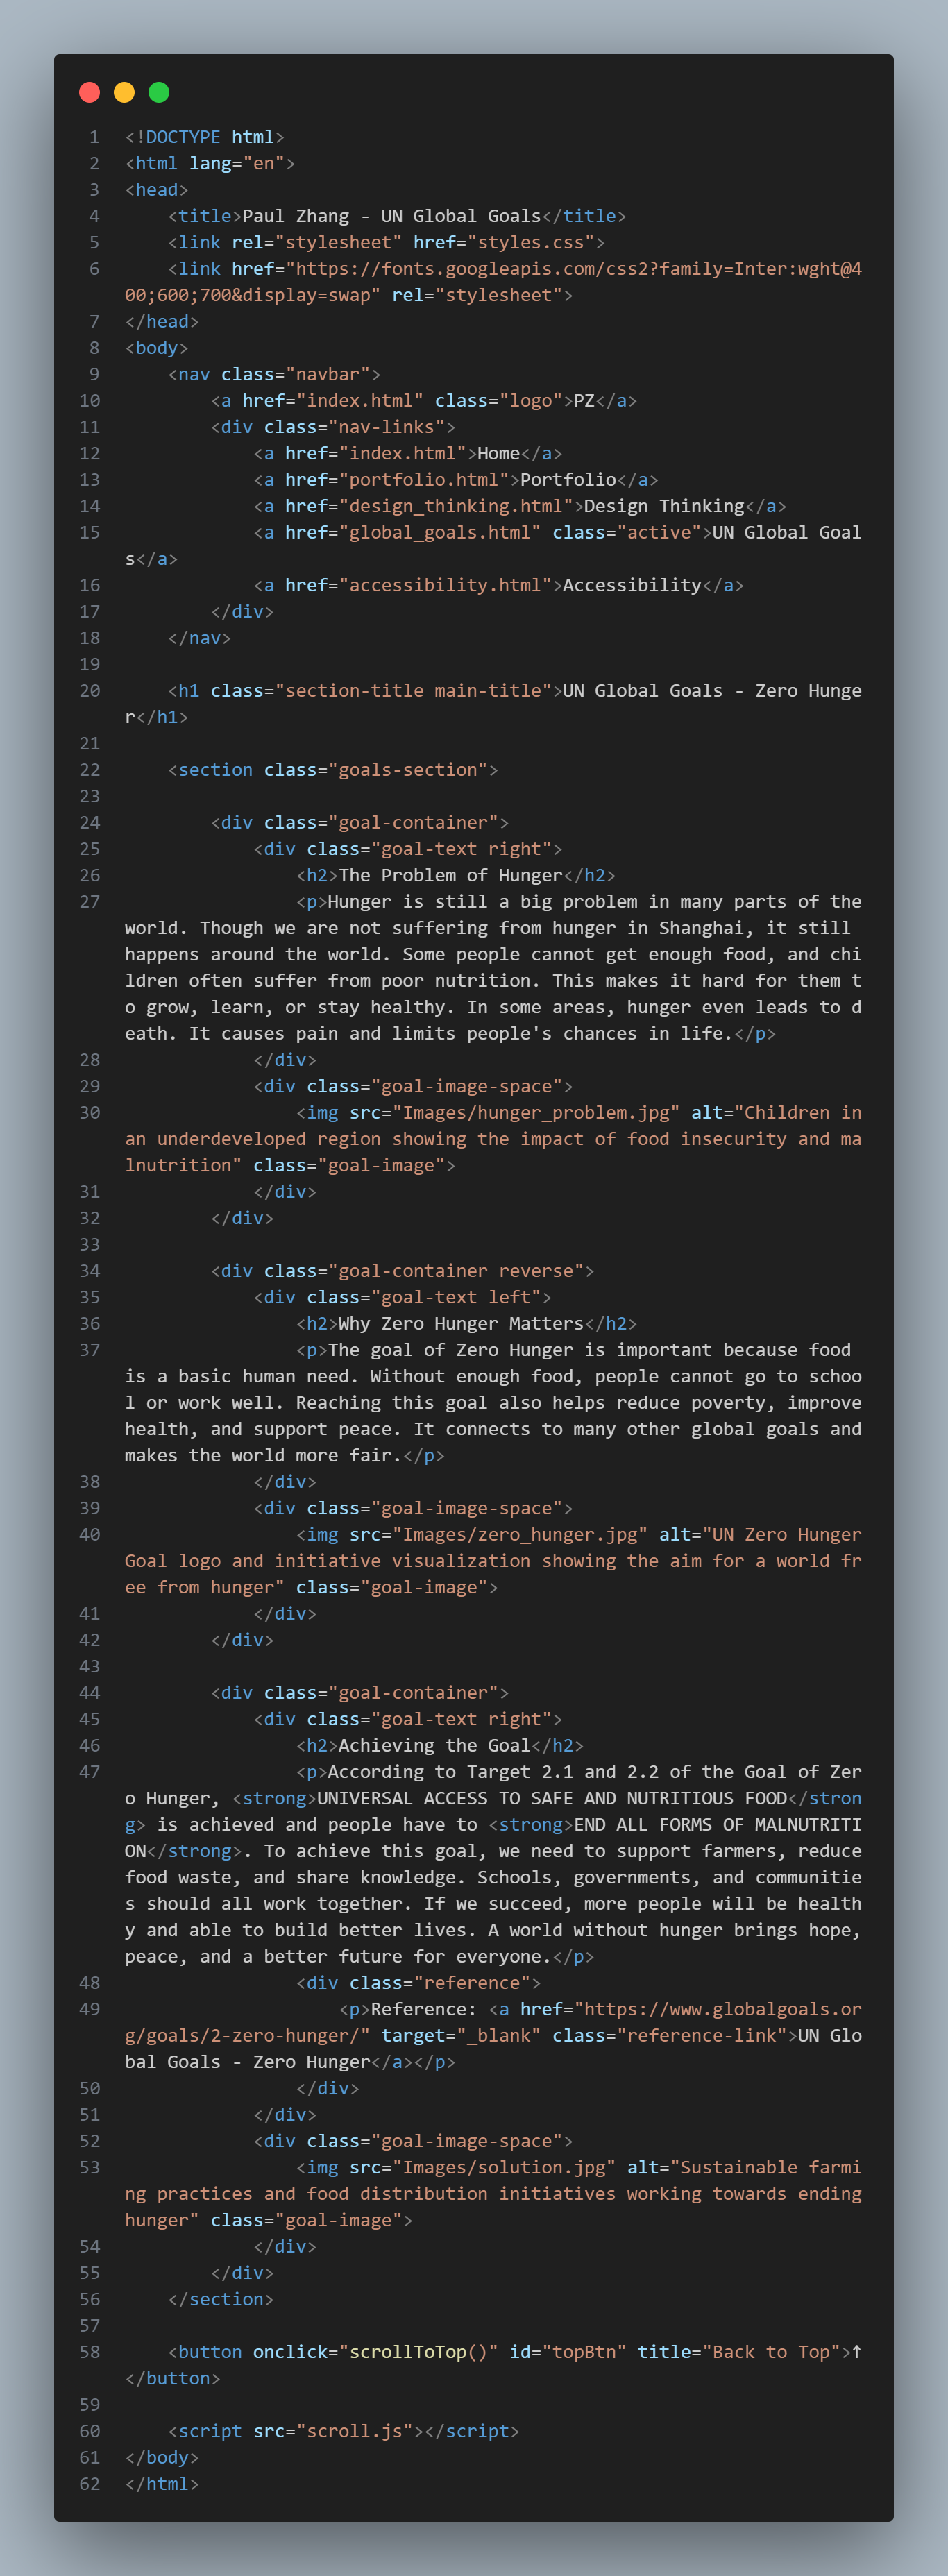 1 <!DOCTYPE html>
2 <html lang="en">
3 <head>
4     <title>Paul Zhang - UN Global Goals</title>
5     <link rel="stylesheet" href="styles.css">
6     <link href="https://fonts.googleapis.com/css2?family=Inter:wght@4
00;600;700&display=swap" rel="stylesheet">
7 </head>
8 <body>
9     <nav class="navbar">
10         <a href="index.html" class="logo">PZ</a>
11         <div class="nav-links">
12             <a href="index.html">Home</a>
13             <a href="portfolio.html">Portfolio</a>
14             <a href="design_thinking.html">Design Thinking</a>
15             <a href="global_goals.html" class="active">UN Global Goal
s</a>
16             <a href="accessibility.html">Accessibility</a>
17         </div>
18     </nav>
19
20     <h1 class="section-title main-title">UN Global Goals - Zero Hunge
r</h1>
21
22     <section class="goals-section">
23
24         <div class="goal-container">
25             <div class="goal-text right">
26                 <h2>The Problem of Hunger</h2>
27                 <p>Hunger is still a big problem in many parts of the
world. Though we are not suffering from hunger in Shanghai, it still
happens around the world. Some people cannot get enough food, and chi
ldren often suffer from poor nutrition. This makes it hard for them t
o grow, learn, or stay healthy. In some areas, hunger even leads to d
eath. It causes pain and limits people's chances in life.</p>
28             </div>
29             <div class="goal-image-space">
30                 <img src="Images/hunger_problem.jpg" alt="Children in
an underdeveloped region showing the impact of food insecurity and ma
lnutrition" class="goal-image">
31             </div>
32         </div>
33
34         <div class="goal-container reverse">
35             <div class="goal-text left">
36                 <h2>Why Zero Hunger Matters</h2>
37                 <p>The goal of Zero Hunger is important because food
is a basic human need. Without enough food, people cannot go to schoo
l or work well. Reaching this goal also helps reduce poverty, improve
health, and support peace. It connects to many other global goals and
makes the world more fair.</p>
38             </div>
39             <div class="goal-image-space">
40                 <img src="Images/zero_hunger.jpg" alt="UN Zero Hunger
Goal logo and initiative visualization showing the aim for a world fr
ee from hunger" class="goal-image">
41             </div>
42         </div>
43
44         <div class="goal-container">
45             <div class="goal-text right">
46                 <h2>Achieving the Goal</h2>
47                 <p>According to Target 2.1 and 2.2 of the Goal of Zer
o Hunger, <strong>UNIVERSAL ACCESS TO SAFE AND NUTRITIOUS FOOD</stron
g> is achieved and people have to <strong>END ALL FORMS OF MALNUTRITI
ON</strong>. To achieve this goal, we need to support farmers, reduce
food waste, and share knowledge. Schools, governments, and communitie
s should all work together. If we succeed, more people will be health
y and able to build better lives. A world without hunger brings hope,
peace, and a better future for everyone.</p>
48                 <div class="reference">
49                     <p>Reference: <a href="https://www.globalgoals.or
g/goals/2-zero-hunger/" target="_blank" class="reference-link">UN Glo
bal Goals - Zero Hunger</a></p>
50                 </div>
51             </div>
52             <div class="goal-image-space">
53                 <img src="Images/solution.jpg" alt="Sustainable farmi
ng practices and food distribution initiatives working towards ending
hunger" class="goal-image">
54             </div>
55         </div>
56     </section>
57
58     <button onclick="scrollToTop()" id="topBtn" title="Back to Top">↑
</button>
59
60     <script src="scroll.js"></script>
61 </body>
62 </html>